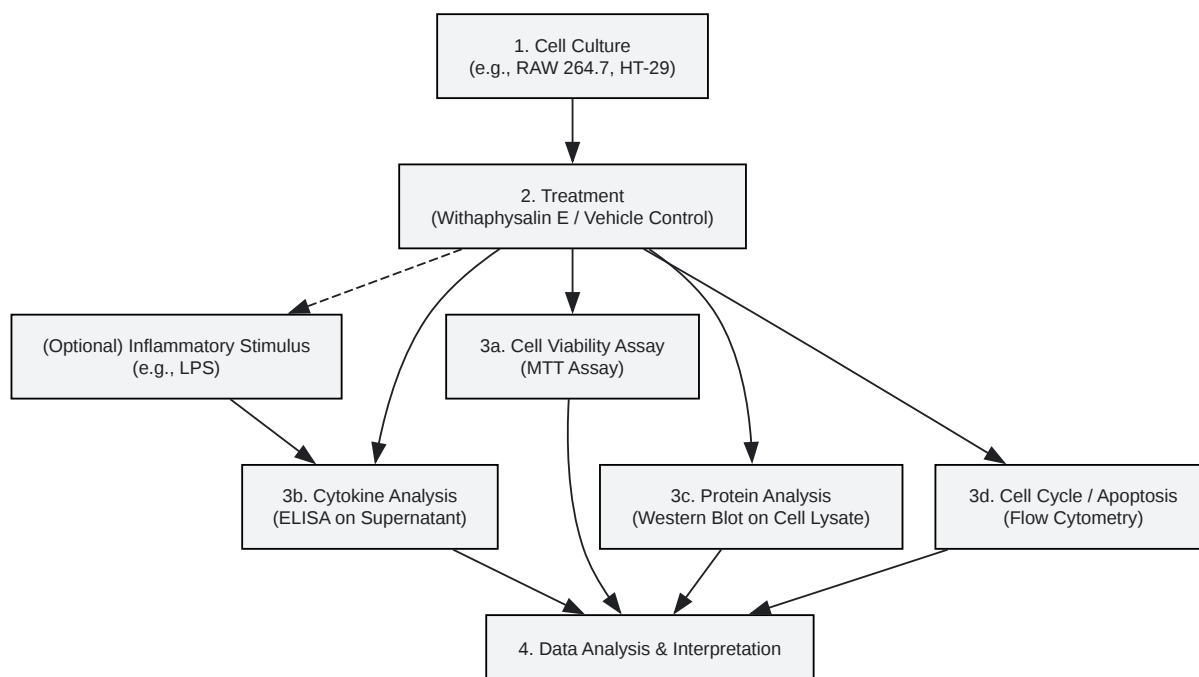 1. Cell Culture
(e.g., RAW 264.7, HT-29)
2. Treatment
(Withaphysalin E / Vehicle Control)
(Optional) Inflammatory Stimulus
(e.g., LPS)
3a. Cell Viability Assay
(MTT Assay)
3b. Cytokine Analysis
(ELISA on Supernatant)
3c. Protein Analysis
(Western Blot on Cell Lysate)
3d. Cell Cycle / Apoptosis
(Flow Cytometry)
4. Data Analysis & Interpretation